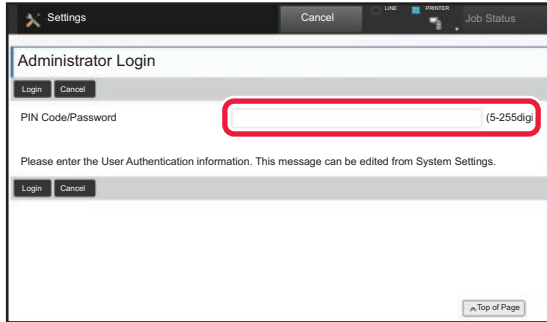 Settings
Cancel
LINE
PRINTER
Job Status
Administrator Login
Login Cancel
PIN Code/Password
(5-255digi
Please enter the User Authentication information. This message can be edited from System Settings.
Login Cancel
Top of Page